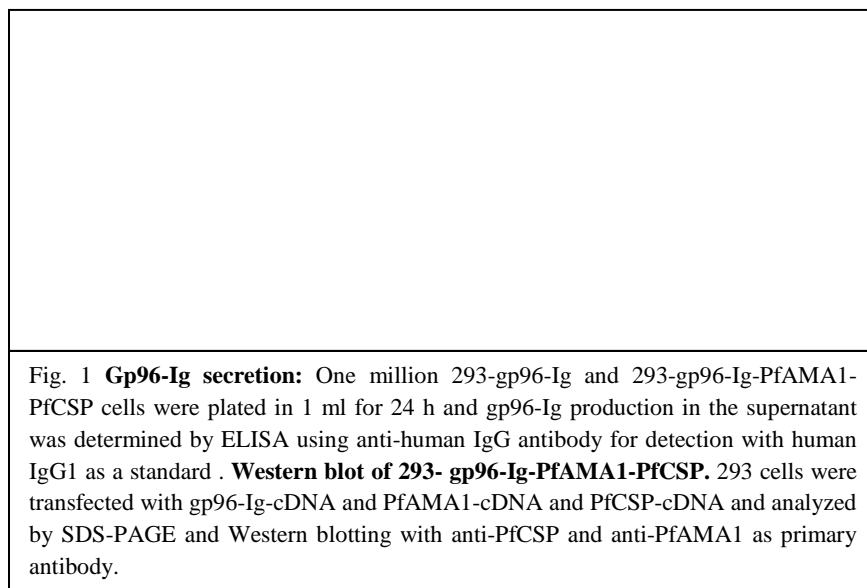 Fig. 1 Gp96-Ig secretion: One million 293-gp96-Ig and 293-gp96-Ig-PfAMA1-
PfCSP cells were plated in 1 ml for 24 h and gp96-Ig production in the supernatant
was determined by ELISA using anti-human IgG antibody for detection with human
IgG1 as a standard . Western blot of 293- gp96-Ig-PfAMA1-PfCSP. 293 cells were
transfected with gp96-Ig-cDNA and PfAMA1-cDNA and PfCSP-cDNA and analyzed
by SDS-PAGE and Western blotting with anti-PfCSP and anti-PfAMA1 as primary
antibody.